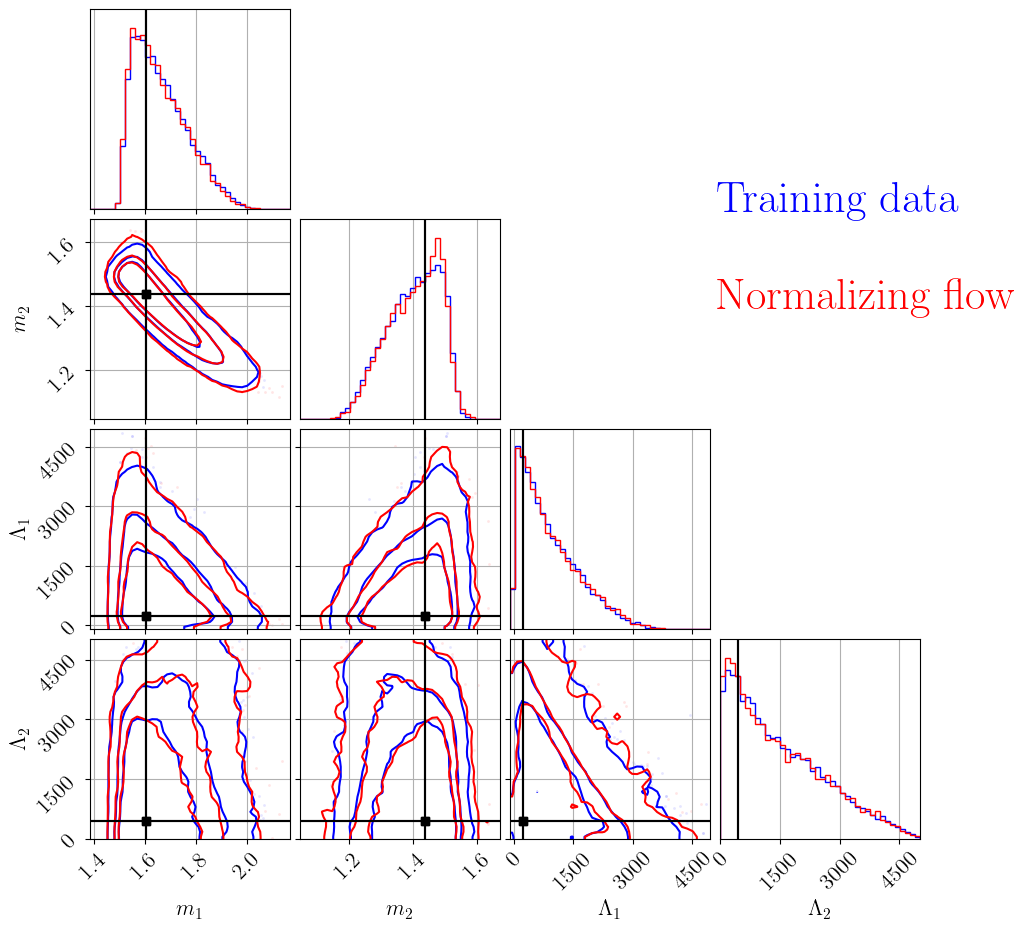 Training data
1.6
1.4
1.2
m₂
Normalizing flow
4500
3000
1500
0
Λ₁
4500
3000
1500
0
Λ₂
1.4 1.6 1.8 2.0
1.2 1.4 1.6
0 1500 3000 4500
0 1500 3000 4500
m₁ m₂ Λ₁ Λ₂